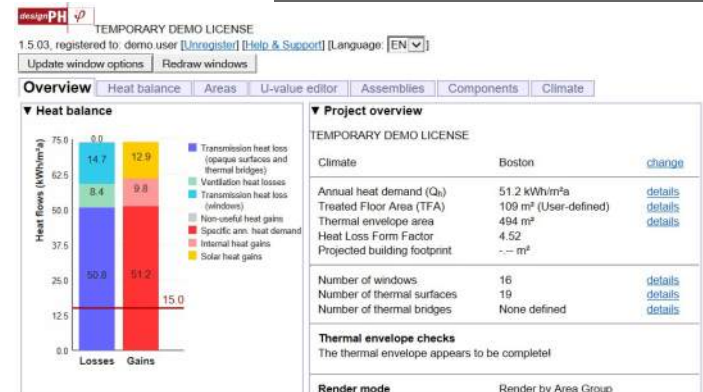 designPH
TEMPORARY DEMO LICENSE
1.5.03, registered to: demo.user [Unregister] [Help & Support] [Language: EN ]
Update window options Redraw windows
Overview Heat balance Areas U-value editor Assemblies Components Climate
▼ Heat balance
Heat flows (kWh/m²a)
75.0
62.5
50.0
37.5
25.0
12.5
0.0
0.0
14.7
8.4
50.8
12.9
9.8
51.2
15.0
Losses Gains
Transmission heat loss
(opaque surfaces and
thermal bridges)
Ventilation heat losses
Transmission heat loss
(windows)
Non-useful heat gains
Specific ann. heat demand
Internal heat gains
Solar heat gains
▼ Project overview
TEMPORARY DEMO LICENSE
Climate Boston change
Annual heat demand (Qh) 51.2 kWh/m²a details
Treated Floor Area (TFA) 109 m² (User-defined) details
Thermal envelope area 494 m² details
Heat Loss Form Factor 4.52
Projected building footprint -.-- m²
Number of windows 16 details
Number of thermal surfaces 19 details
Number of thermal bridges None defined details
Thermal envelope checks
The thermal envelope appears to be complete!
Render mode Render by Area Group